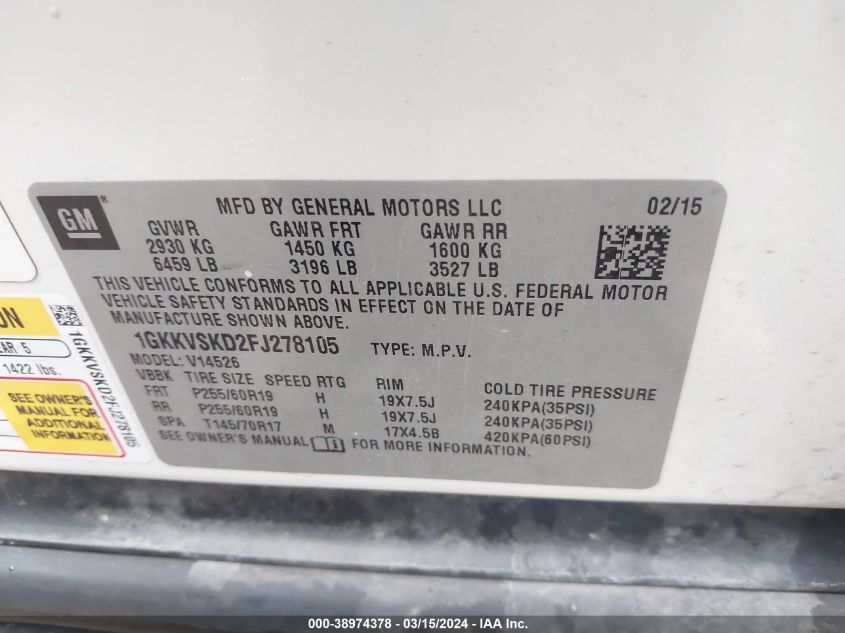 GM ®
MFD BY GENERAL MOTORS LLC 02/15
GVWR GAWR FRT GAWR RR
2930 KG 1450 KG 1600 KG
6459 LB 3196 LB 3527 LB
THIS VEHICLE CONFORMS TO ALL APPLICABLE U.S. FEDERAL MOTOR
VEHICLE SAFETY STANDARDS IN EFFECT ON THE DATE OF
MANUFACTURE SHOWN ABOVE.
1GKKVSKD2FJ278105 TYPE: M.P.V.
MODEL: V14526
VBBK TIRE SIZE SPEED RTG RIM COLD TIRE PRESSURE
FRT P255/60R19 H 19X7.5J 240KPA(35PSI)
RR P255/60R19 H 19X7.5J 240KPA(35PSI)
SPA T145/70R17 M 17X4.5B 420KPA(60PSI)
SEE OWNER'S MANUAL FOR MORE INFORMATION.
ON
EAR 5
1422 lbs.
SEE OWNER'S
MANUAL FOR
ADDITIONAL
INFORMATION
1GKKVSKD2FJ278105
000-38974378 - 03/15/2024 - IAA Inc.